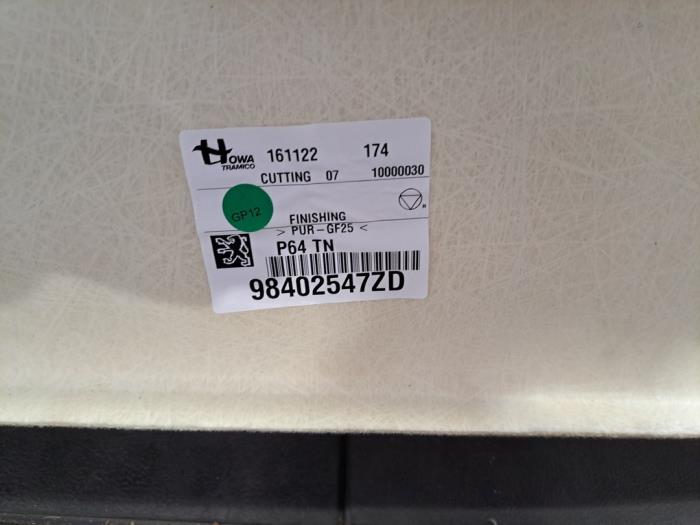 HOWA 161122 174
TRAMICO
CUTTING 07 10000030
GP12
FINISHING
> PUR-GF25 <
P64 TN
98402547ZD